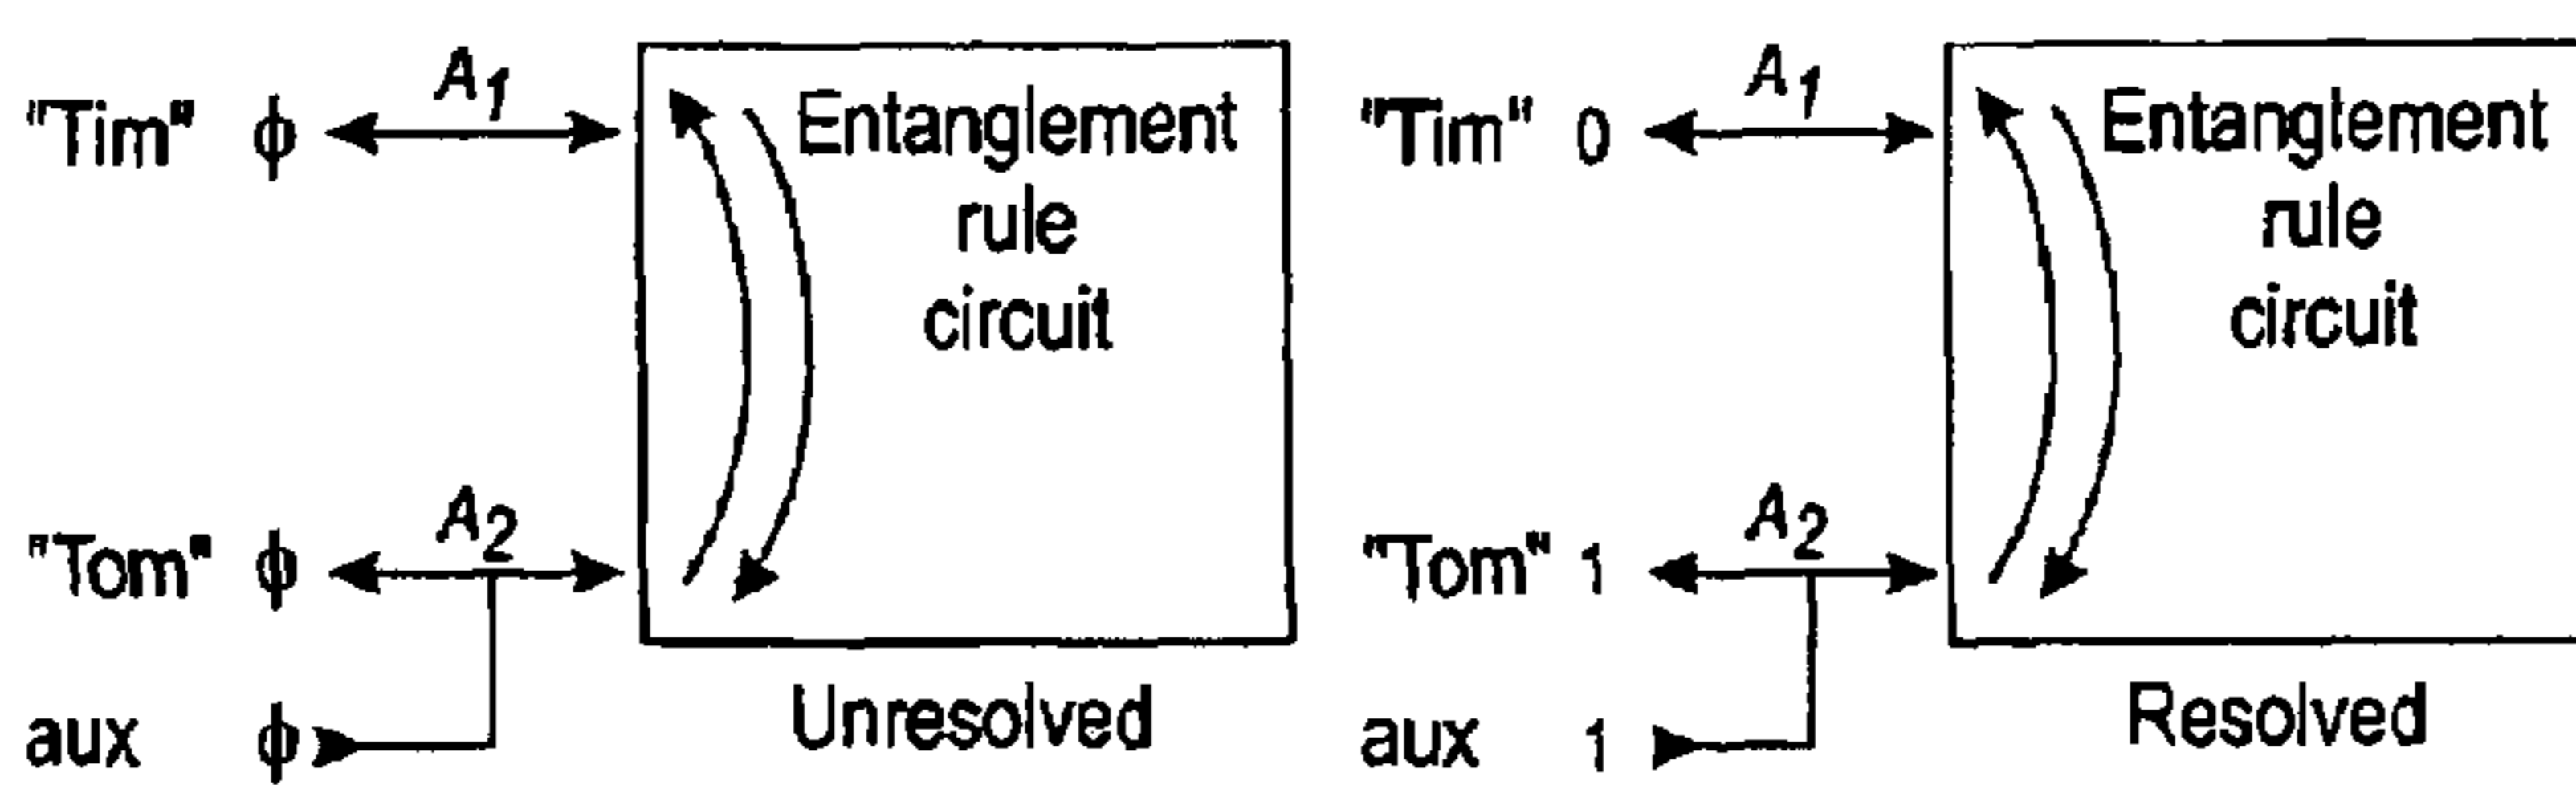 "Tim" ϕ A1 Entanglement rule circuit
"Tom" ϕ A2
aux ϕ
Unresolved
"Tim" 0 A1 Entanglement rule circuit
"Tom" 1 A2
aux 1
Resolved